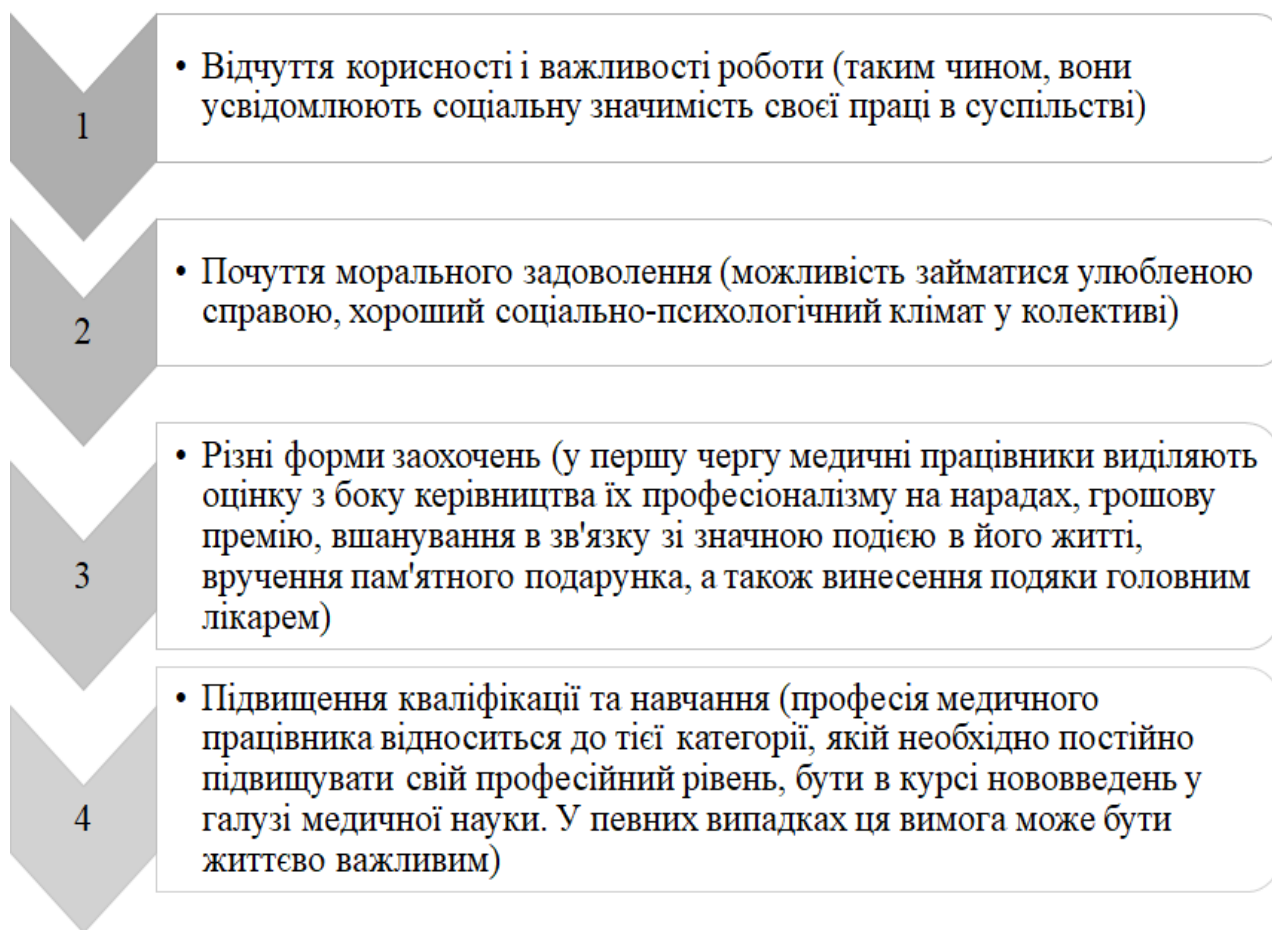 1
• Відчуття корисності і важливості роботи (таким чином, вони
усвідомлюють соціальну значимість своєї праці в суспільстві)
2
• Почуття морального задоволення (можливість займатися улюбленою
справою, хороший соціально-психологічний клімат у колективі)
3
• Різні форми заохочень (у першу чергу медичні працівники виділяють
оцінку з боку керівництва їх професіоналізму на нарадах, грошову
премію, вшанування в зв'язку зі значною подією в його житті,
вручення пам'ятного подарунка, а також винесення подяки головним
лікарем)
4
• Підвищення кваліфікації та навчання (професія медичного
працівника відноситься до тієї категорії, якій необхідно постійно
підвищувати свій професійний рівень, бути в курсі нововведень у
галузі медичної науки. У певних випадках ця вимога може бути
життєво важливим)